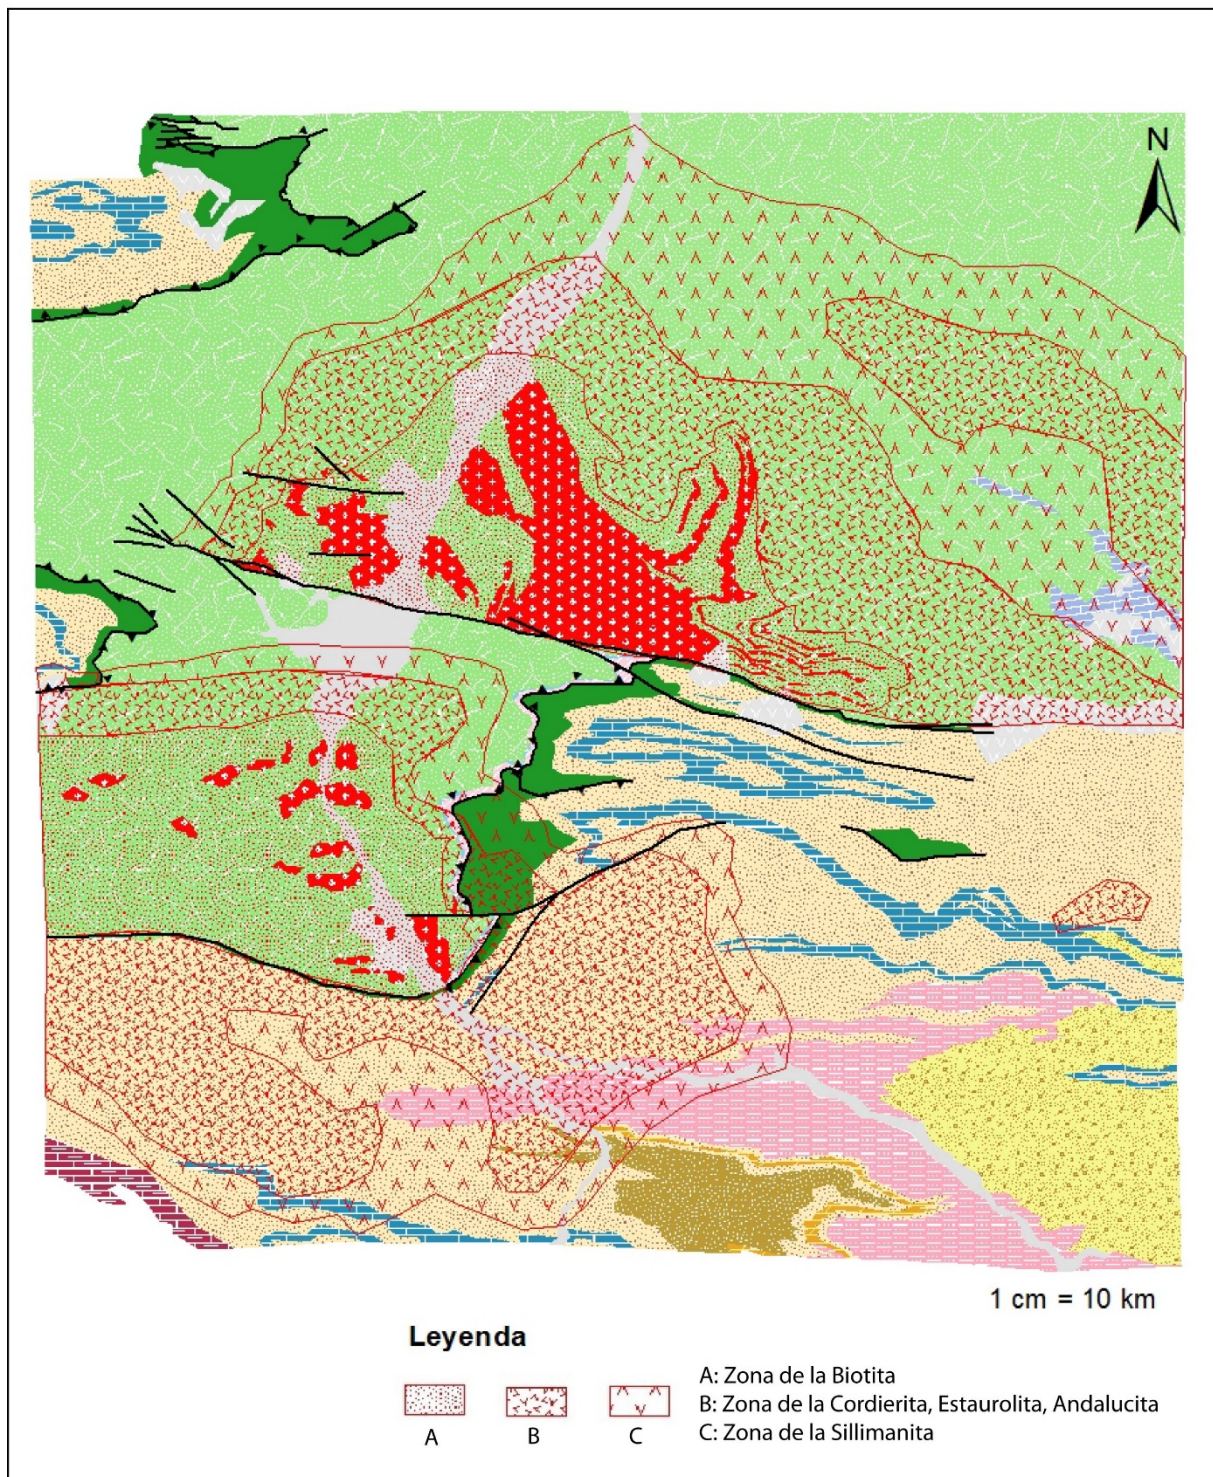 N
1 cm = 10 km
Leyenda
A: Zona de la Biotita
B: Zona de la Cordierita, Estaurolita, Andalucita
C: Zona de la Sillimanita
A B C